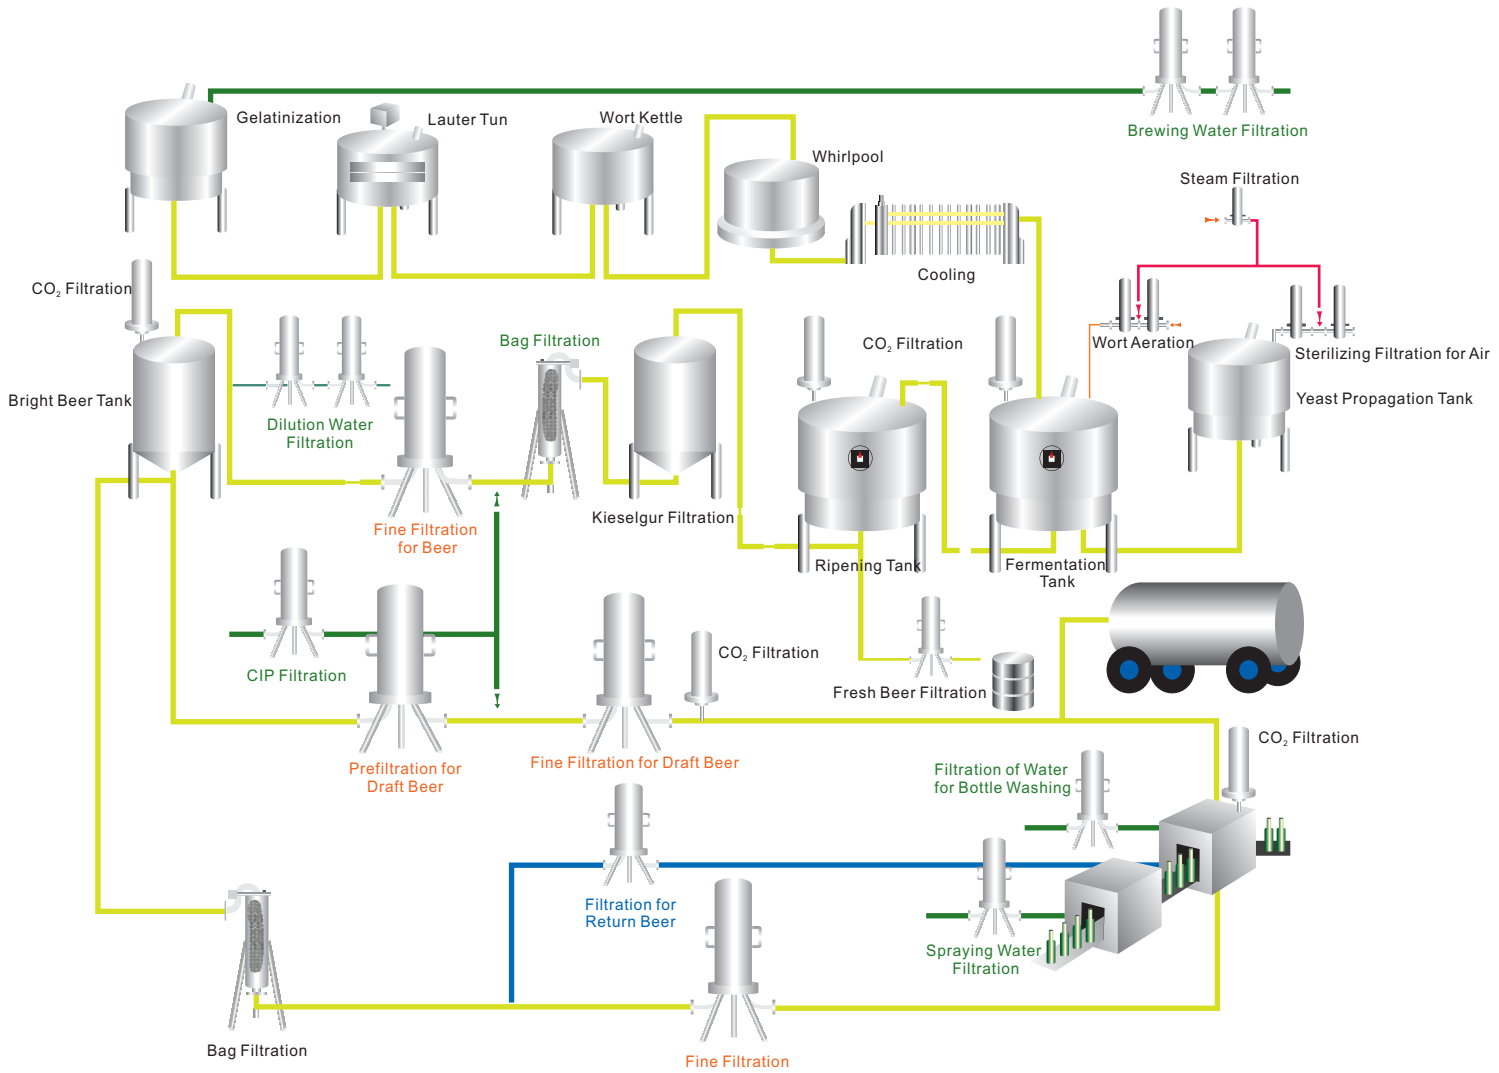 Gelatinization
Lauter Tun
Wort Kettle
Whirlpool
Brewing Water Filtration
Steam Filtration
Cooling
CO₂ Filtration
Bag Filtration
CO₂ Filtration
Wort Aeration
Sterilizing Filtration for Air
Bright Beer Tank
Dilution Water
Filtration
Yeast Propagation Tank
Fine Filtration
for Beer
Kieselgur Filtration
Ripening Tank
Fermentation
Tank
CIP Filtration
CO₂ Filtration
Fresh Beer Filtration
Prefiltration for
Draft Beer
Fine Filtration for Draft Beer
Filtration of Water
for Bottle Washing
CO₂ Filtration
Filtration for
Return Beer
Spraying Water
Filtration
Bag Filtration
Fine Filtration